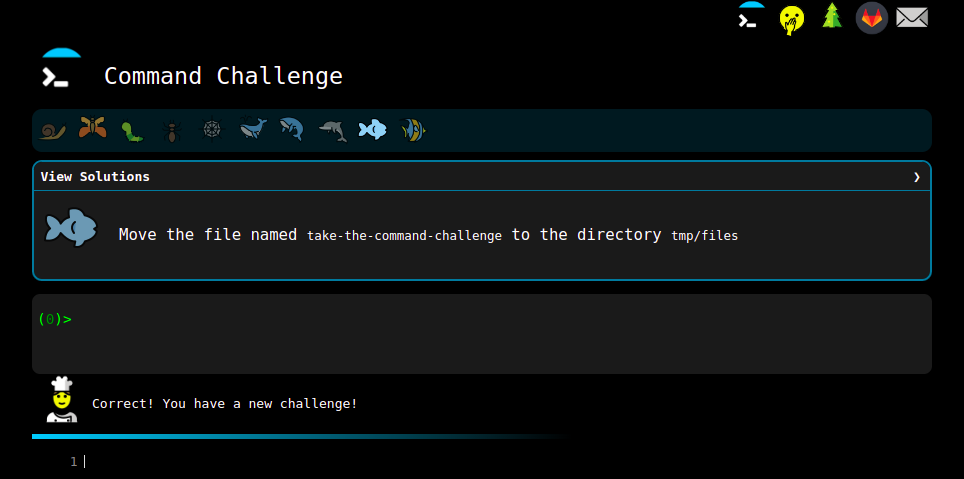 Command Challenge
View Solutions ❯
Move the file named take-the-command-challenge to the directory tmp/files
(0)>
Correct! You have a new challenge!
1